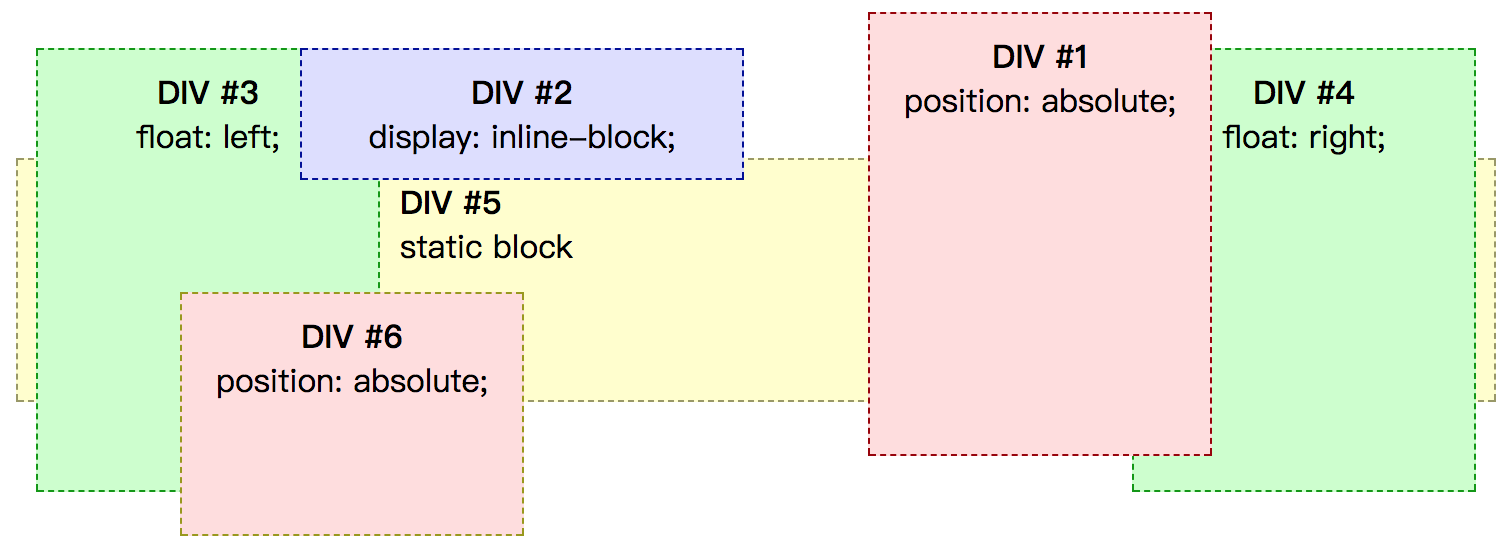 DIV #3
float: left;
DIV #2
display: inline-block;
DIV #1
position: absolute;
DIV #4
float: right;
DIV #5
static block
DIV #6
position: absolute;